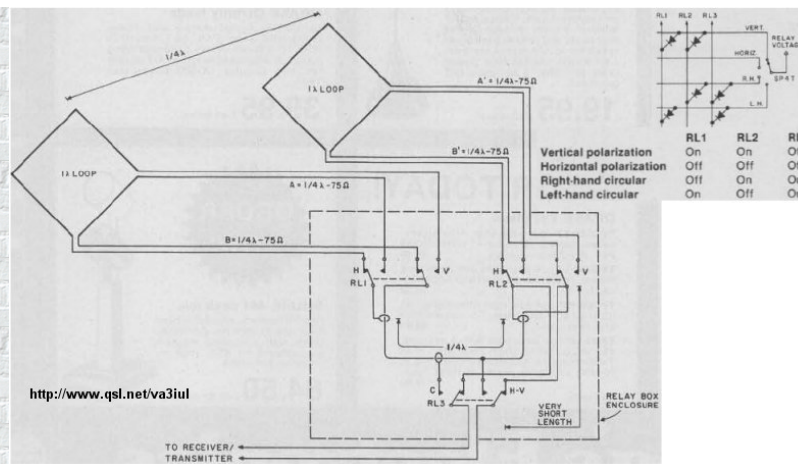 RL1 RL2 RL3
VERT.
RELAY
VOLTAGE
HORIZ.
SP4T
R.H.
L.H.
1/4λ
1λ LOOP
A'=1/4λ-75Ω
RL1 RL2
Vertical polarization On On
Horizontal polarization Off Off
Right-hand circular Off On
Left-hand circular On Off
B'=1/4λ-75Ω
1λ LOOP
A=1/4λ-75Ω
B=1/4λ-75Ω
H V
RL1
H V
RL2
1/4λ
C H-V
RL3
VERY
SHORT
LENGTH
RELAY BOX
ENCLOSURE
http://www.qsl.net/va3iul
TO RECEIVER/
TRANSMITTER